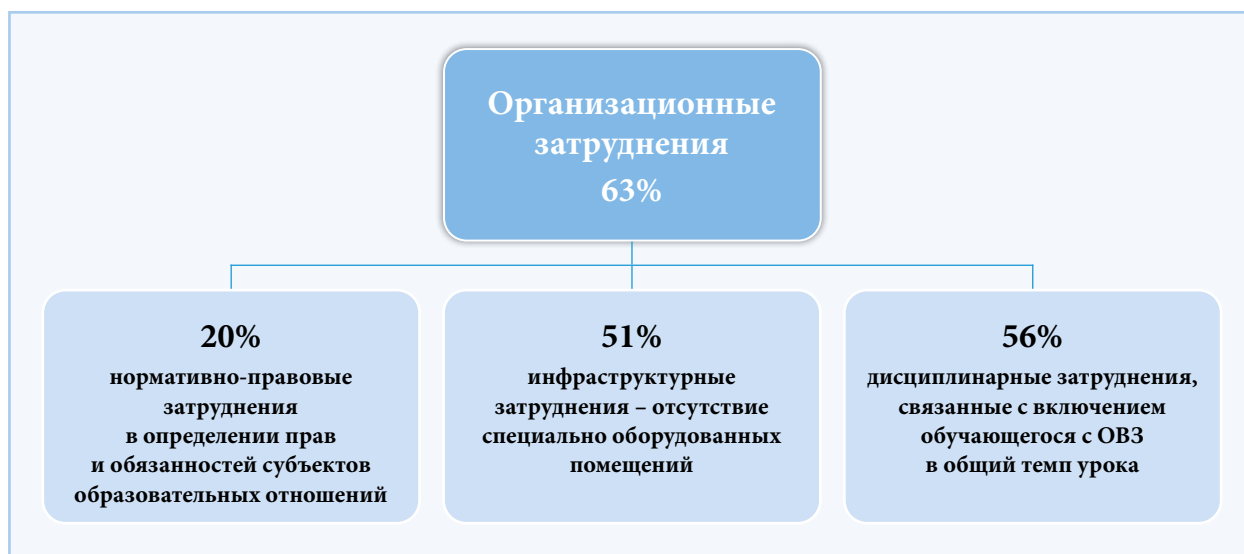 Организационные
затруднения
63%
20%
нормативно-правовые
затруднения
в определении прав
и обязанностей субъектов
образовательных отношений
51%
инфраструктурные
затруднения – отсутствие
специально оборудованных
помещений
56%
дисциплинарные затруднения,
связанные с включением
обучающегося с ОВЗ
в общий темп урока